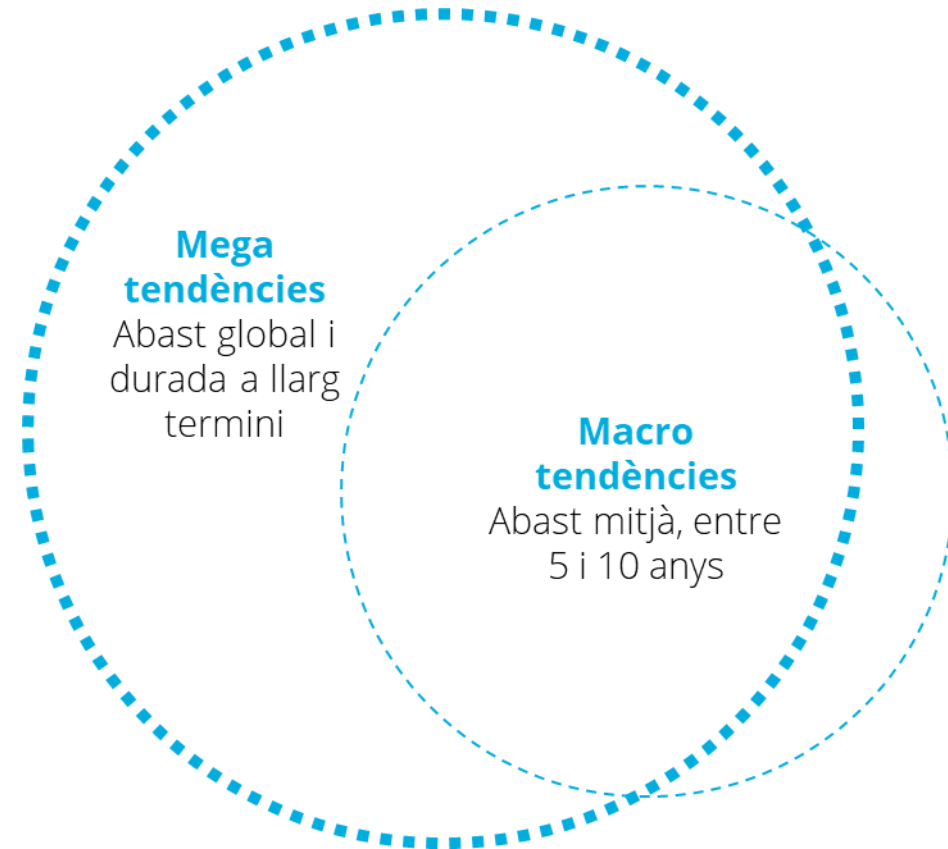 Mega
tendències
Abast global i
durada a llarg
termini
Macro
tendències
Abast mitjà, entre
5 i 10 anys